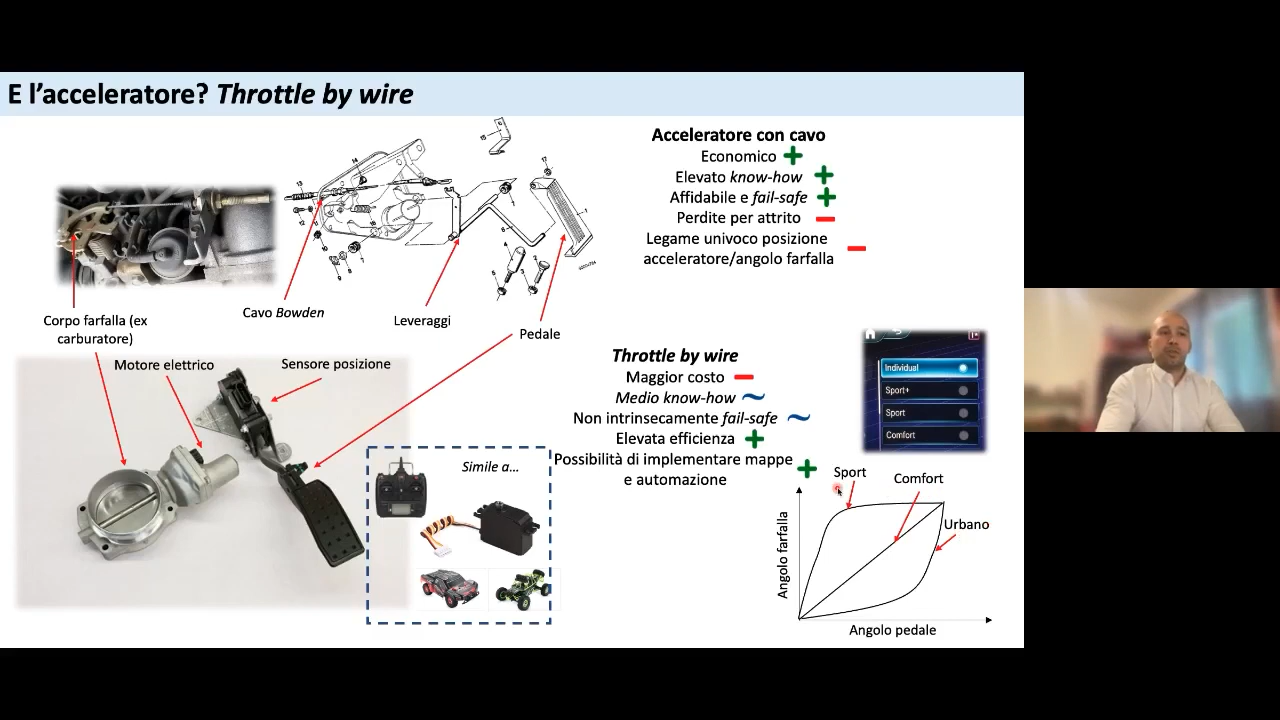 E l'acceleratore? Throttle by wire
Acceleratore con cavo
Economico
Elevato know-how
Affidabile e fail-safe
Perdite per attrito
Legame univoco posizione
acceleratore/angolo farfalla
Corpo farfalla (ex
carburatore)
Cavo Bowden
Leveraggi
Pedale
Motore elettrico
Sensore posizione
Simile a...
Throttle by wire
Maggior costo
Medio know-how
Non intrinsecamente fail-safe
Elevata efficienza
Possibilità di implementare mappe
e automazione
Individual
Sport+
Sport
Comfort
Sport
Comfort
Urbano
Angolo farfalla
Angolo pedale